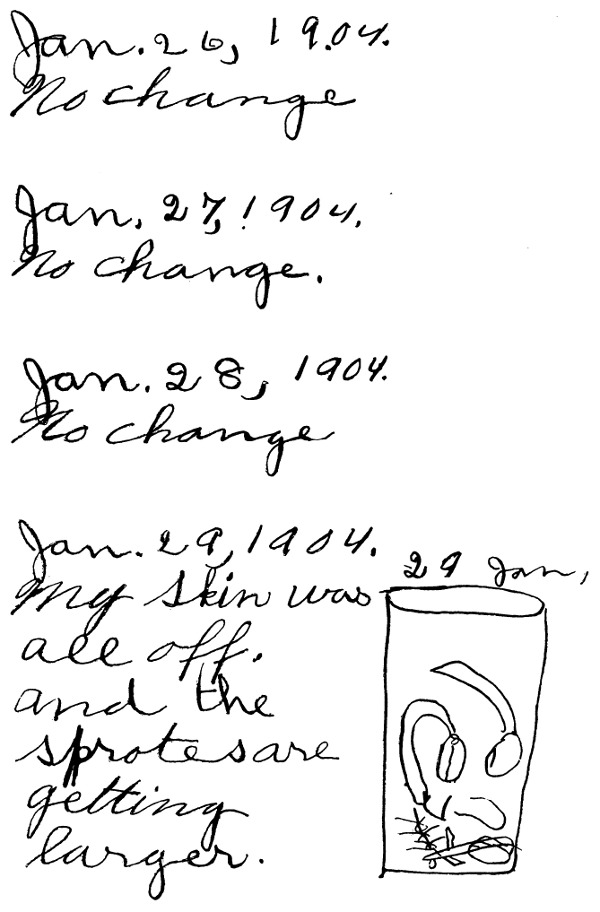 Jan. 26, 1904.
No change
Jan. 27, 1904.
No change.
Jan. 28, 1904.
No change
Jan. 29, 1904.
My skin was
all off.
and the
sprotes are
getting
larger.
29 Jan,